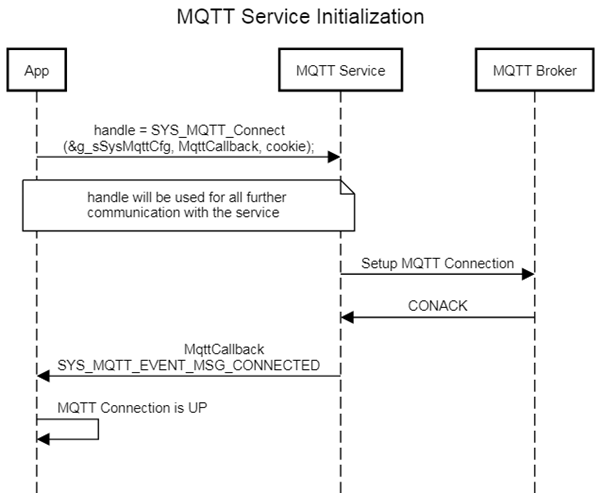 MQTT Service Initialization
App
MQTT Service
MQTT Broker
handle = SYS_MQTT_Connect
(&g_sSysMqttCfg, MqttCallback, cookie);
handle will be used for all further
communication with the service
Setup MQTT Connection
CONACK
MqttCallback
SYS_MQTT_EVENT_MSG_CONNECTED
MQTT Connection is UP